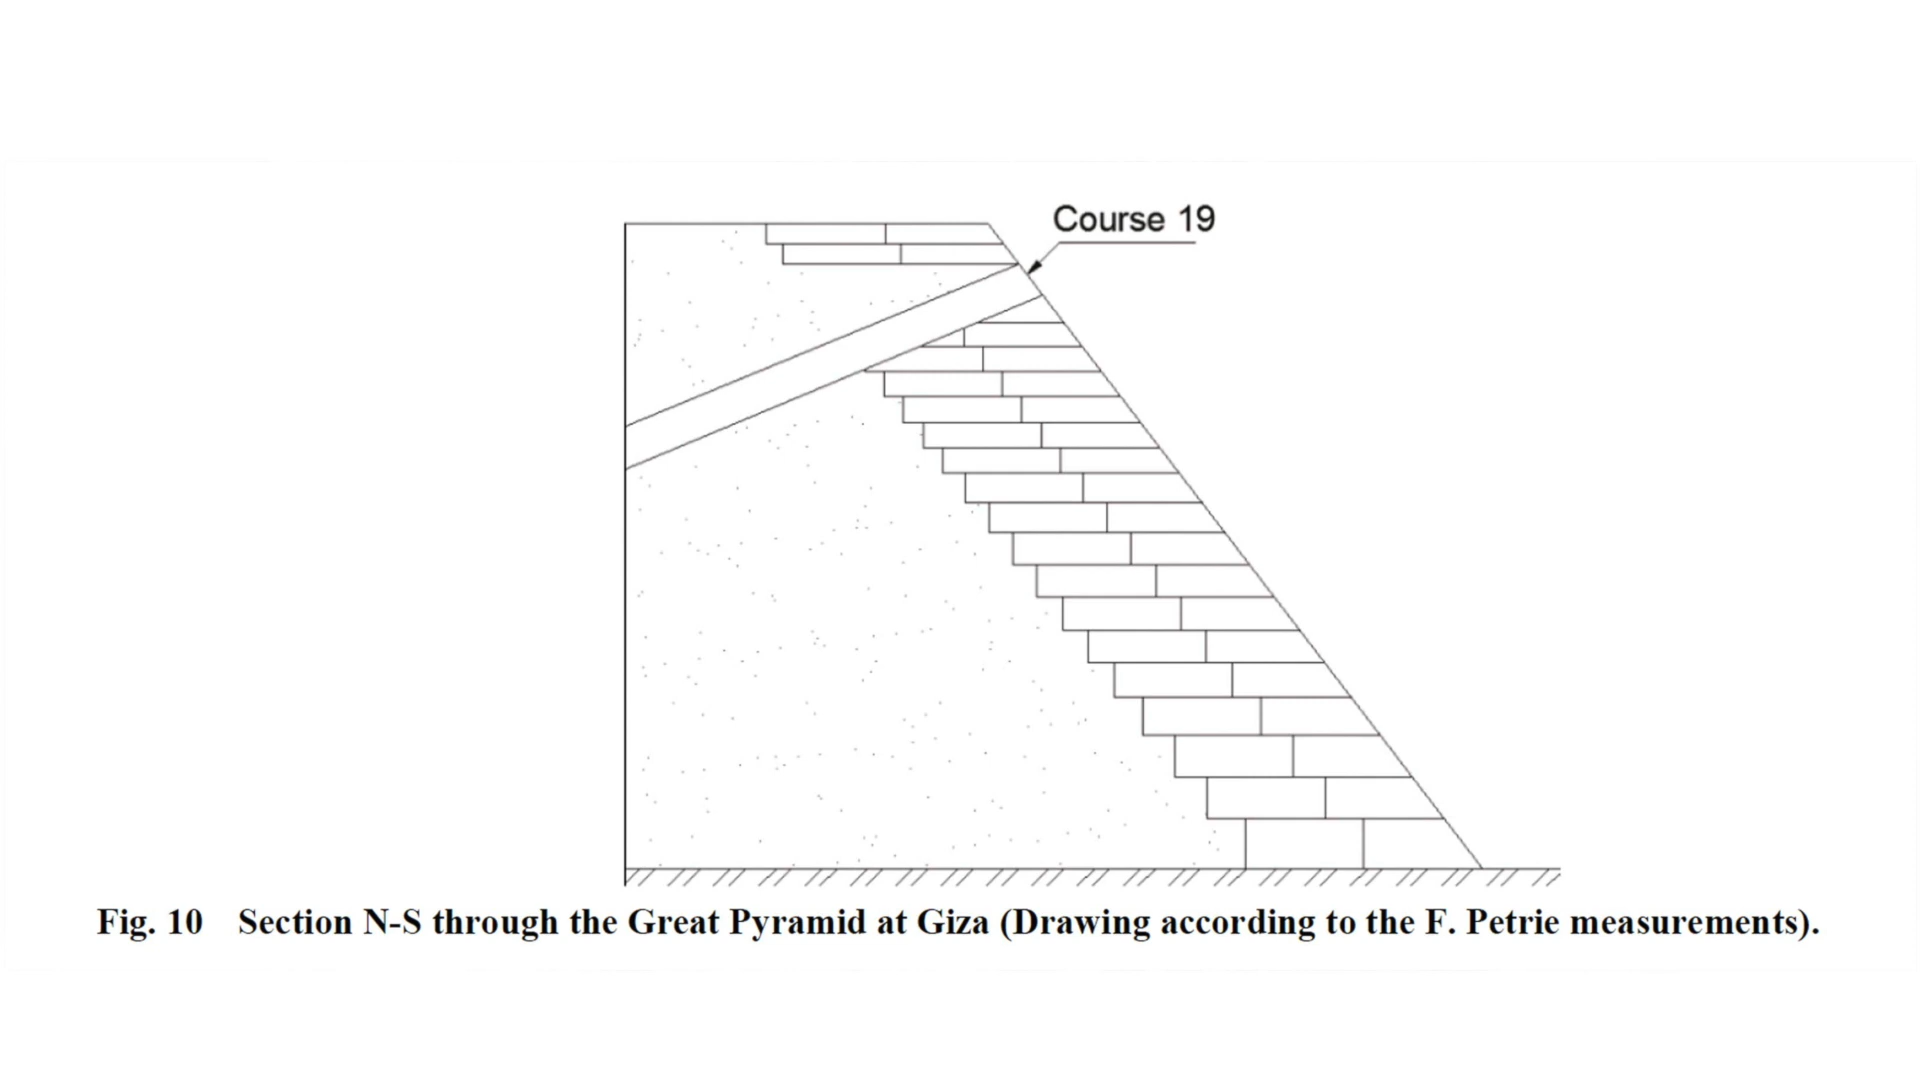 Course 19
Fig. 10 Section N-S through the Great Pyramid at Giza (Drawing according to the F. Petrie measurements).